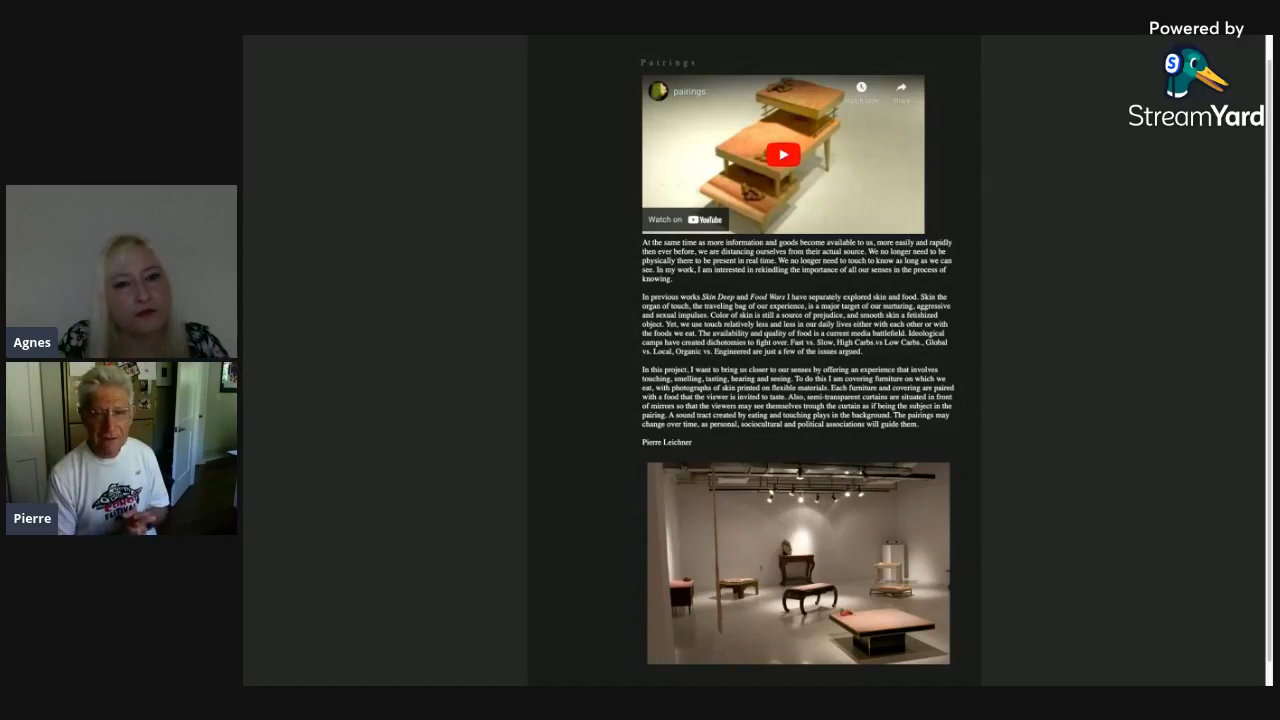 Powered by
StreamYard
Pairings
pairings
Watch later
Share
Watch on YouTube
At the same time as more information and goods become available to us, more easily and rapidly
then ever before, we are distancing ourselves from their actual source. We no longer need to be
physically there to be present in real time. We no longer need to touch to know as long as we can
see. In my work, I am interested in rekindling the importance of all our senses in the process of
knowing.
In previous works Skin Deep and Food Wars I have separately explored skin and food. Skin the
organ of touch, the traveling bag of our experience, is a major target of our nurturing, aggressive
and sexual impulses. Color of skin is still a source of prejudice, and smooth skin a fetishized
object. Yet, we use touch relatively less and less in our daily lives either with each other or with
the foods we eat. The availability and quality of food is a current media battlefield. Ideological
camps have created dichotomies to fight over. Fast vs. Slow, High Carbs.vs Low Carbs., Global
vs. Local, Organic vs. Engineered are just a few of the issues argued.
In this project, I want to bring us closer to our senses by offering an experience that involves
touching, smelling, tasting, hearing and seeing. To do this I am covering furniture on which we
eat, with photographs of skin printed on flexible materials. Each furniture and covering are paired
with a food that the viewer is invited to taste. Also, semi-transparent curtains are situated in front
of mirrors so that the viewers may see themselves trough the curtain as if being the subject in the
pairing. A sound tract created by eating and touching plays in the background. The pairings may
change over time, as personal, sociocultural and political associations will guide them.
Pierre Leichner
Agnes
Pierre